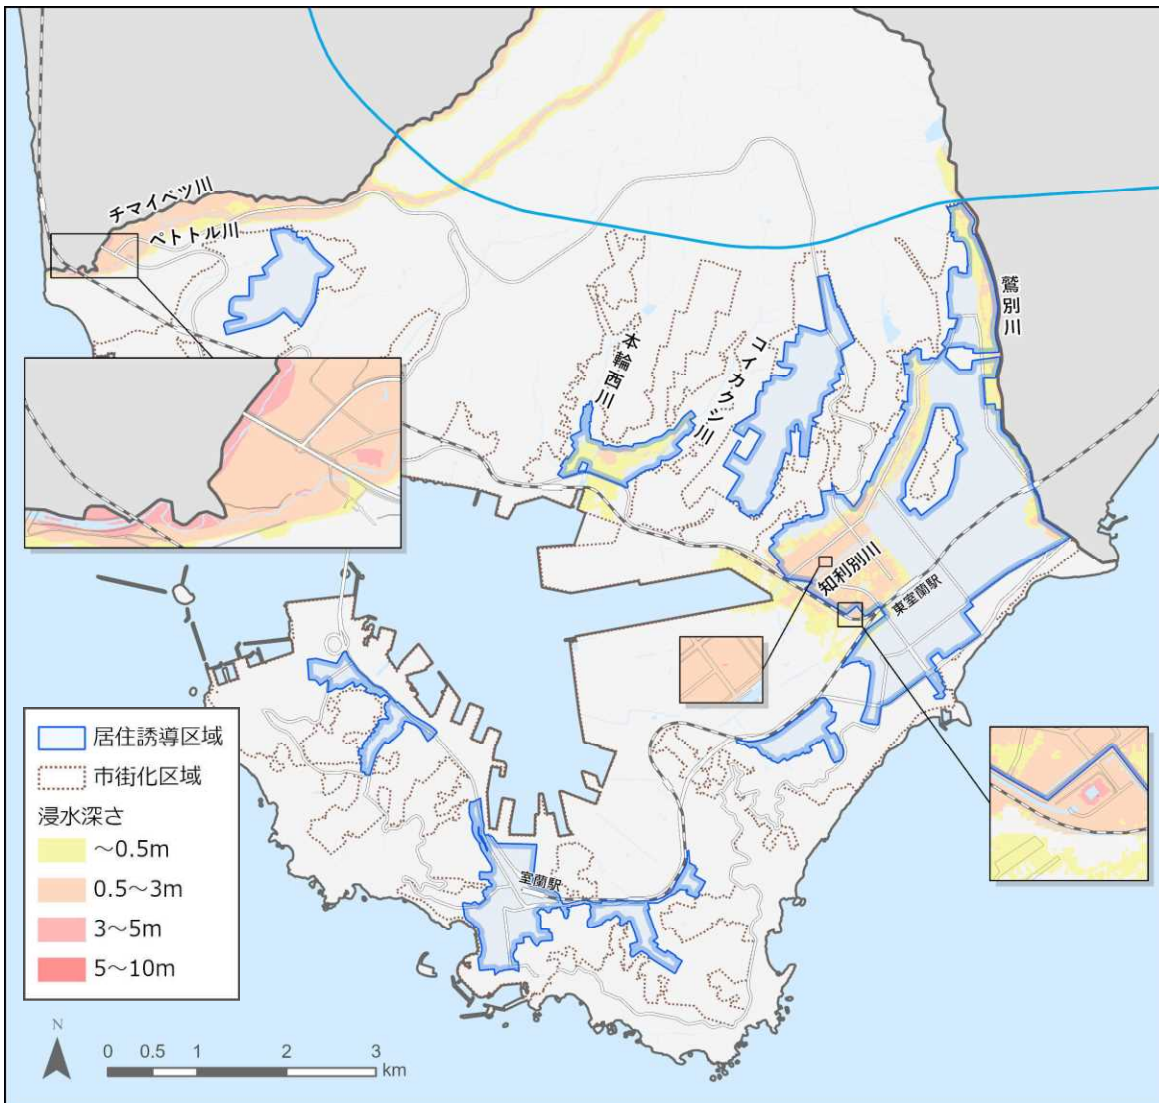 チマイベツ川
ペトトル川
鷲別川
本輪西川
コイカクシ川
知利別川
東室蘭駅
居住誘導区域
市街化区域
浸水深さ
～0.5m
0.5～3m
3～5m
5～10m
室蘭駅
N
0 0.5 1 2 3
km